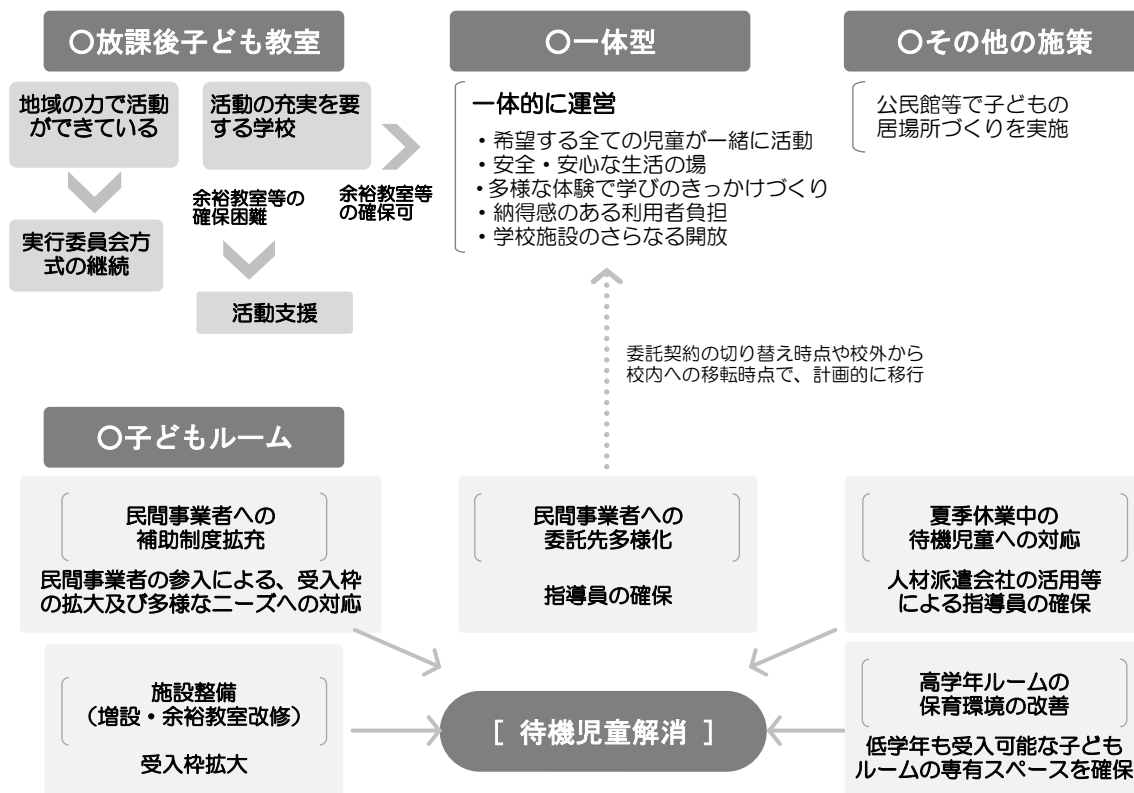 〇放課後子ども教室
地域の力で活動
ができている
実行委員会方
式の継続
活動の充実を要
する学校
余裕教室等の
確保困難
余裕教室等
の確保可
活動支援
〇一体型
一体的に運営
・希望する全ての児童が一緒に活動
・安全・安心な生活の場
・多様な体験で学びのきっかけづくり
・納得感のある利用者負担
・学校施設のさらなる開放
〇その他の施策
公民館等で子どもの
居場所づくりを実施
委託契約の切り替え時点や校外から
校内への移転時点で、計画的に移行
〇子どもルーム
民間事業者への
補助制度拡充
民間事業者の参入による、受入枠
の拡大及び多様なニーズへの対応
民間事業者への
委託先多様化
指導員の確保
夏季休業中の
待機児童への対応
人材派遣会社の活用等
による指導員の確保
施設整備
（増設・余裕教室改修）
受入枠拡大
[ 待機児童解消 ]
高学年ルームの
保育環境の改善
低学年も受入可能な子ども
ルームの専有スペースを確保